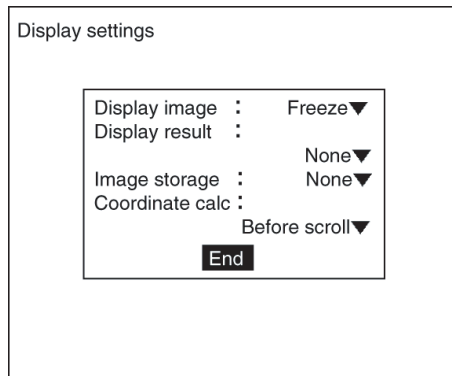 Display settings
Display image : Freeze▼
Display result :
None▼
Image storage : None▼
Coordinate calc :
Before scroll▼
End